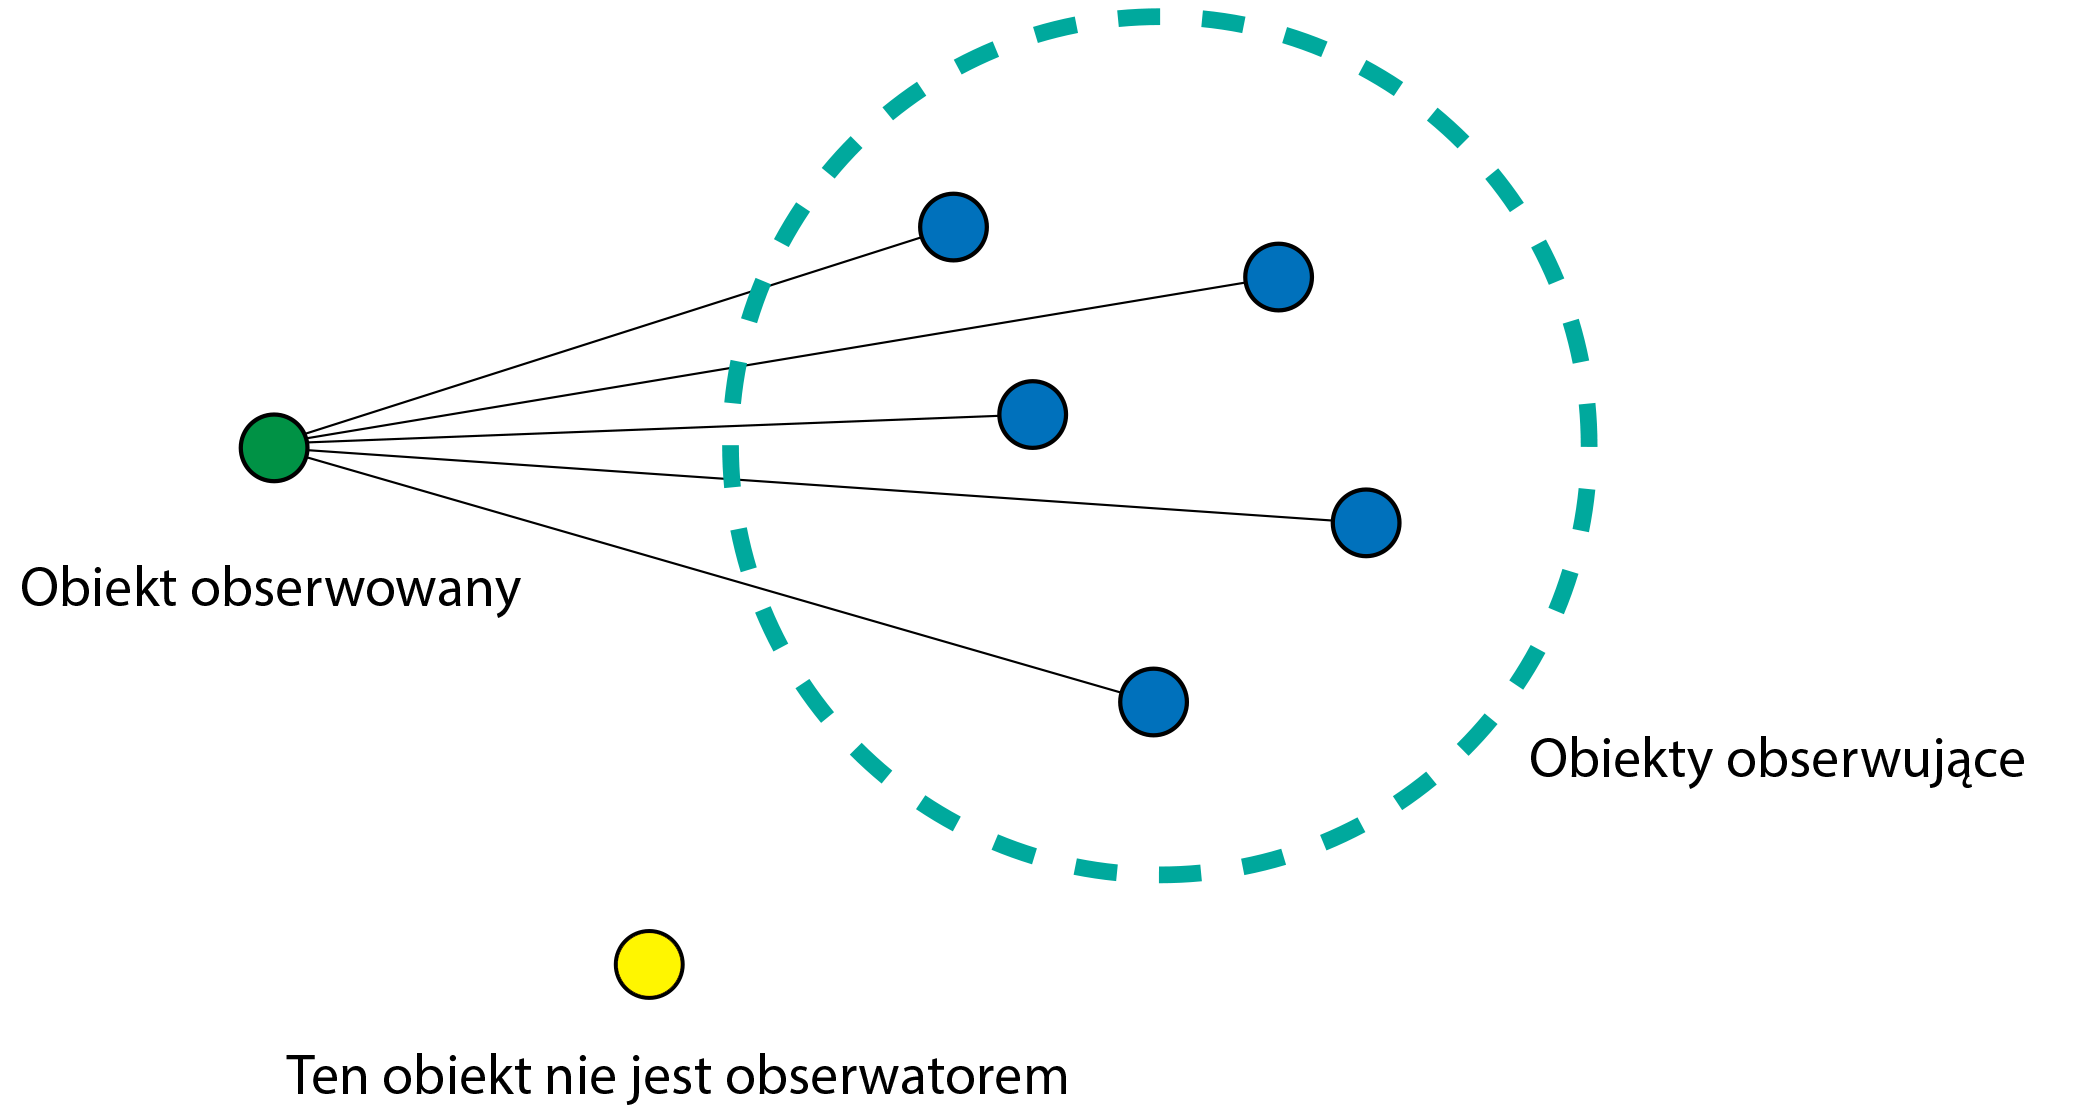 Obiekt obserwowany
Obiekty obserwujące
Ten obiekt nie jest obserwatorem